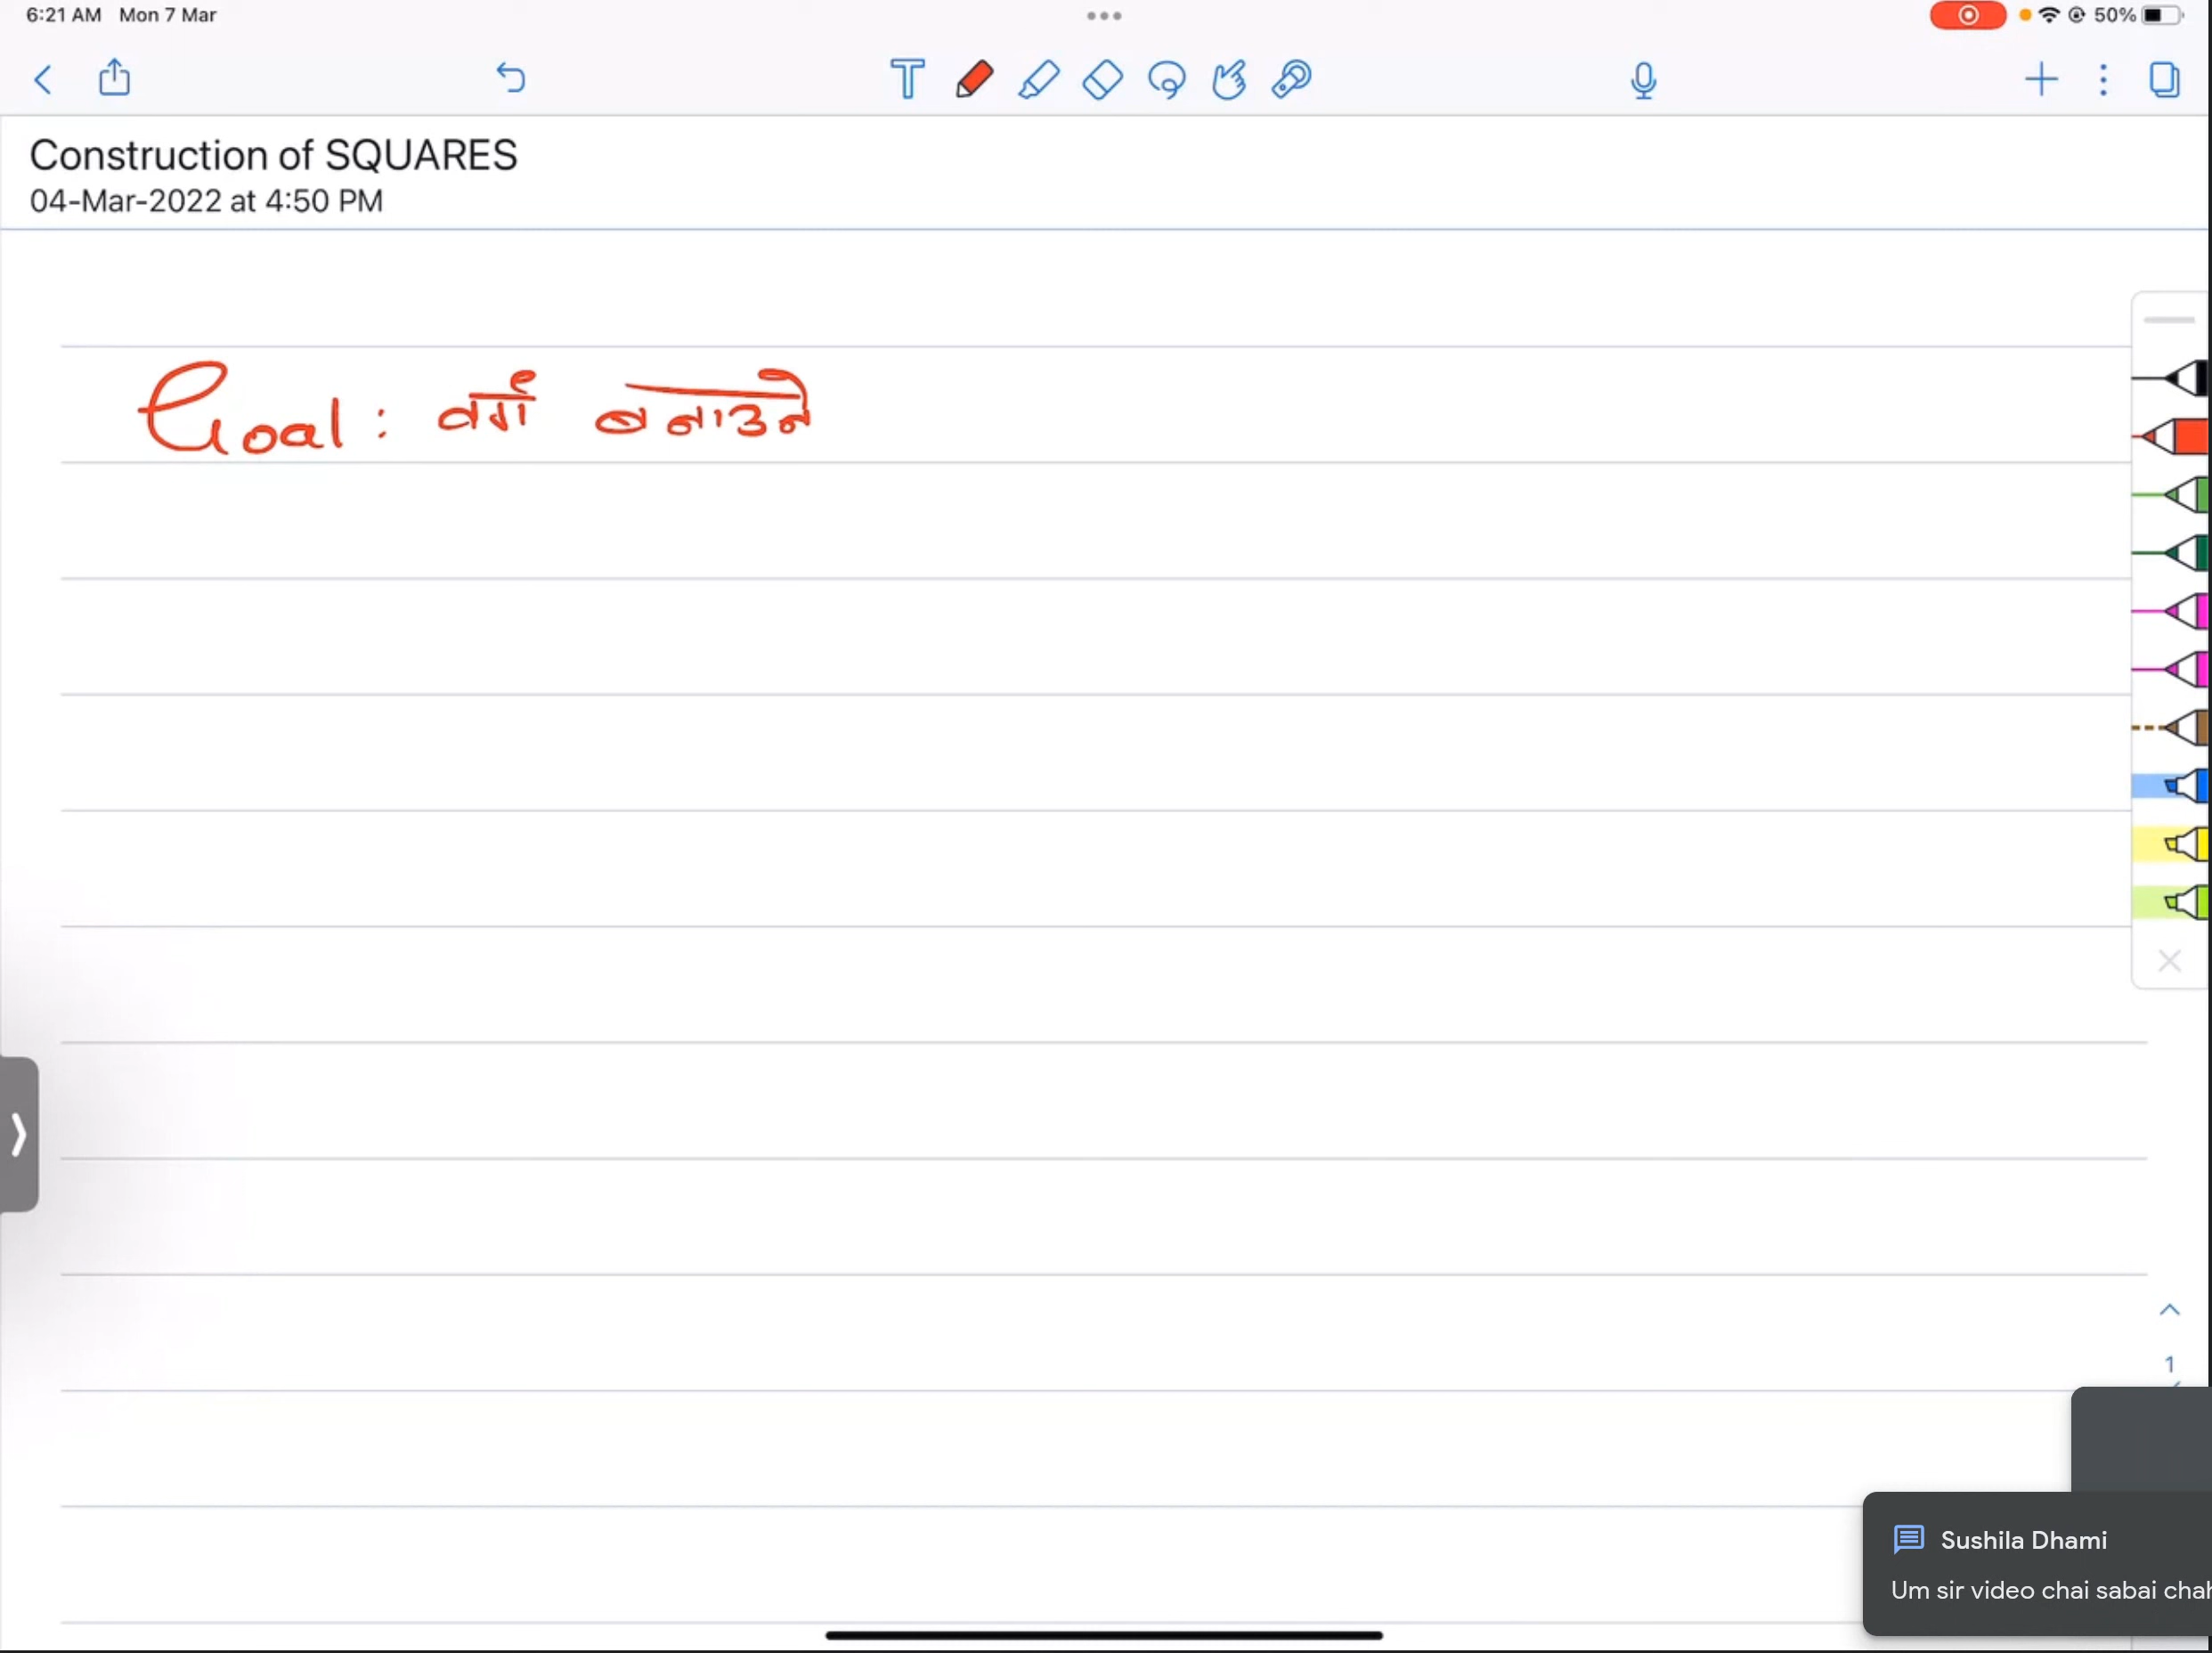 6:21 AM Mon 7 Mar
50%
Construction of SQUARES
04-Mar-2022 at 4:50 PM
Goal: वर्ग बनाउने
1
Sushila Dhami
Um sir video chai sabai